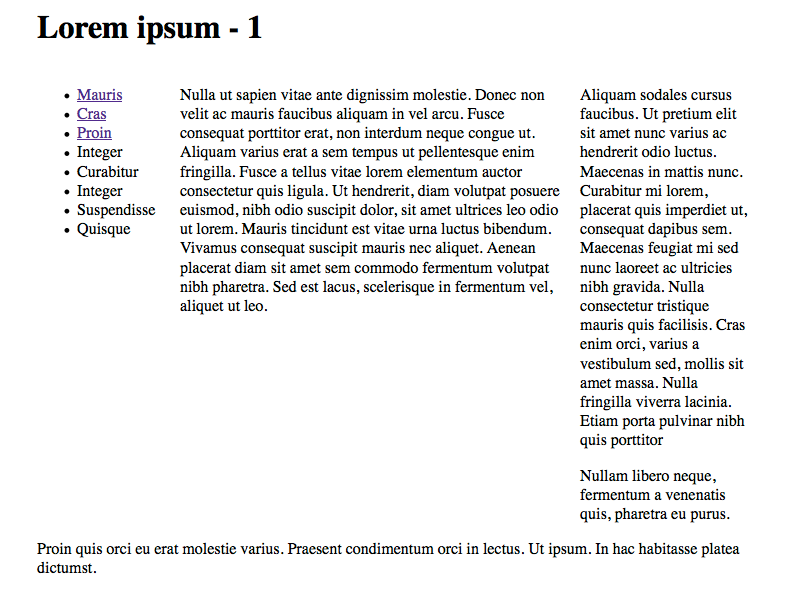 Lorem ipsum - 1
Mauris
Cras
Proin
Integer
Curabitur
Integer
Suspendisse
Quisque
Nulla ut sapien vitae ante dignissim molestie. Donec non
velit ac mauris faucibus aliquam in vel arcu. Fusce
consequat porttitor erat, non interdum neque congue ut.
Aliquam varius erat a sem tempus ut pellentesque enim
fringilla. Fusce a tellus vitae lorem elementum auctor
consectetur quis ligula. Ut hendrerit, diam volutpat posuere
euismod, nibh odio suscipit dolor, sit amet ultrices leo odio
ut lorem. Mauris tincidunt est vitae urna luctus bibendum.
Vivamus consequat suscipit mauris nec aliquet. Aenean
placerat diam sit amet sem commodo fermentum volutpat
nibh pharetra. Sed est lacus, scelerisque in fermentum vel,
aliquet ut leo.
Aliquam sodales cursus
faucibus. Ut pretium elit
sit amet nunc varius ac
hendrerit odio luctus.
Maecenas in mattis nunc.
Curabitur mi lorem,
placerat quis imperdiet ut,
consequat dapibus sem.
Maecenas feugiat mi sed
nunc laoreet ac ultricies
nibh gravida. Nulla
consectetur tristique
mauris quis facilisis. Cras
enim orci, varius a
vestibulum sed, mollis sit
amet massa. Nulla
fringilla viverra lacinia.
Etiam porta pulvinar nibh
quis porttitor
Nullam libero neque,
fermentum a venenatis
quis, pharetra eu purus.
Proin quis orci eu erat molestie varius. Praesent condimentum orci in lectus. Ut ipsum. In hac habitasse platea
dictumst.